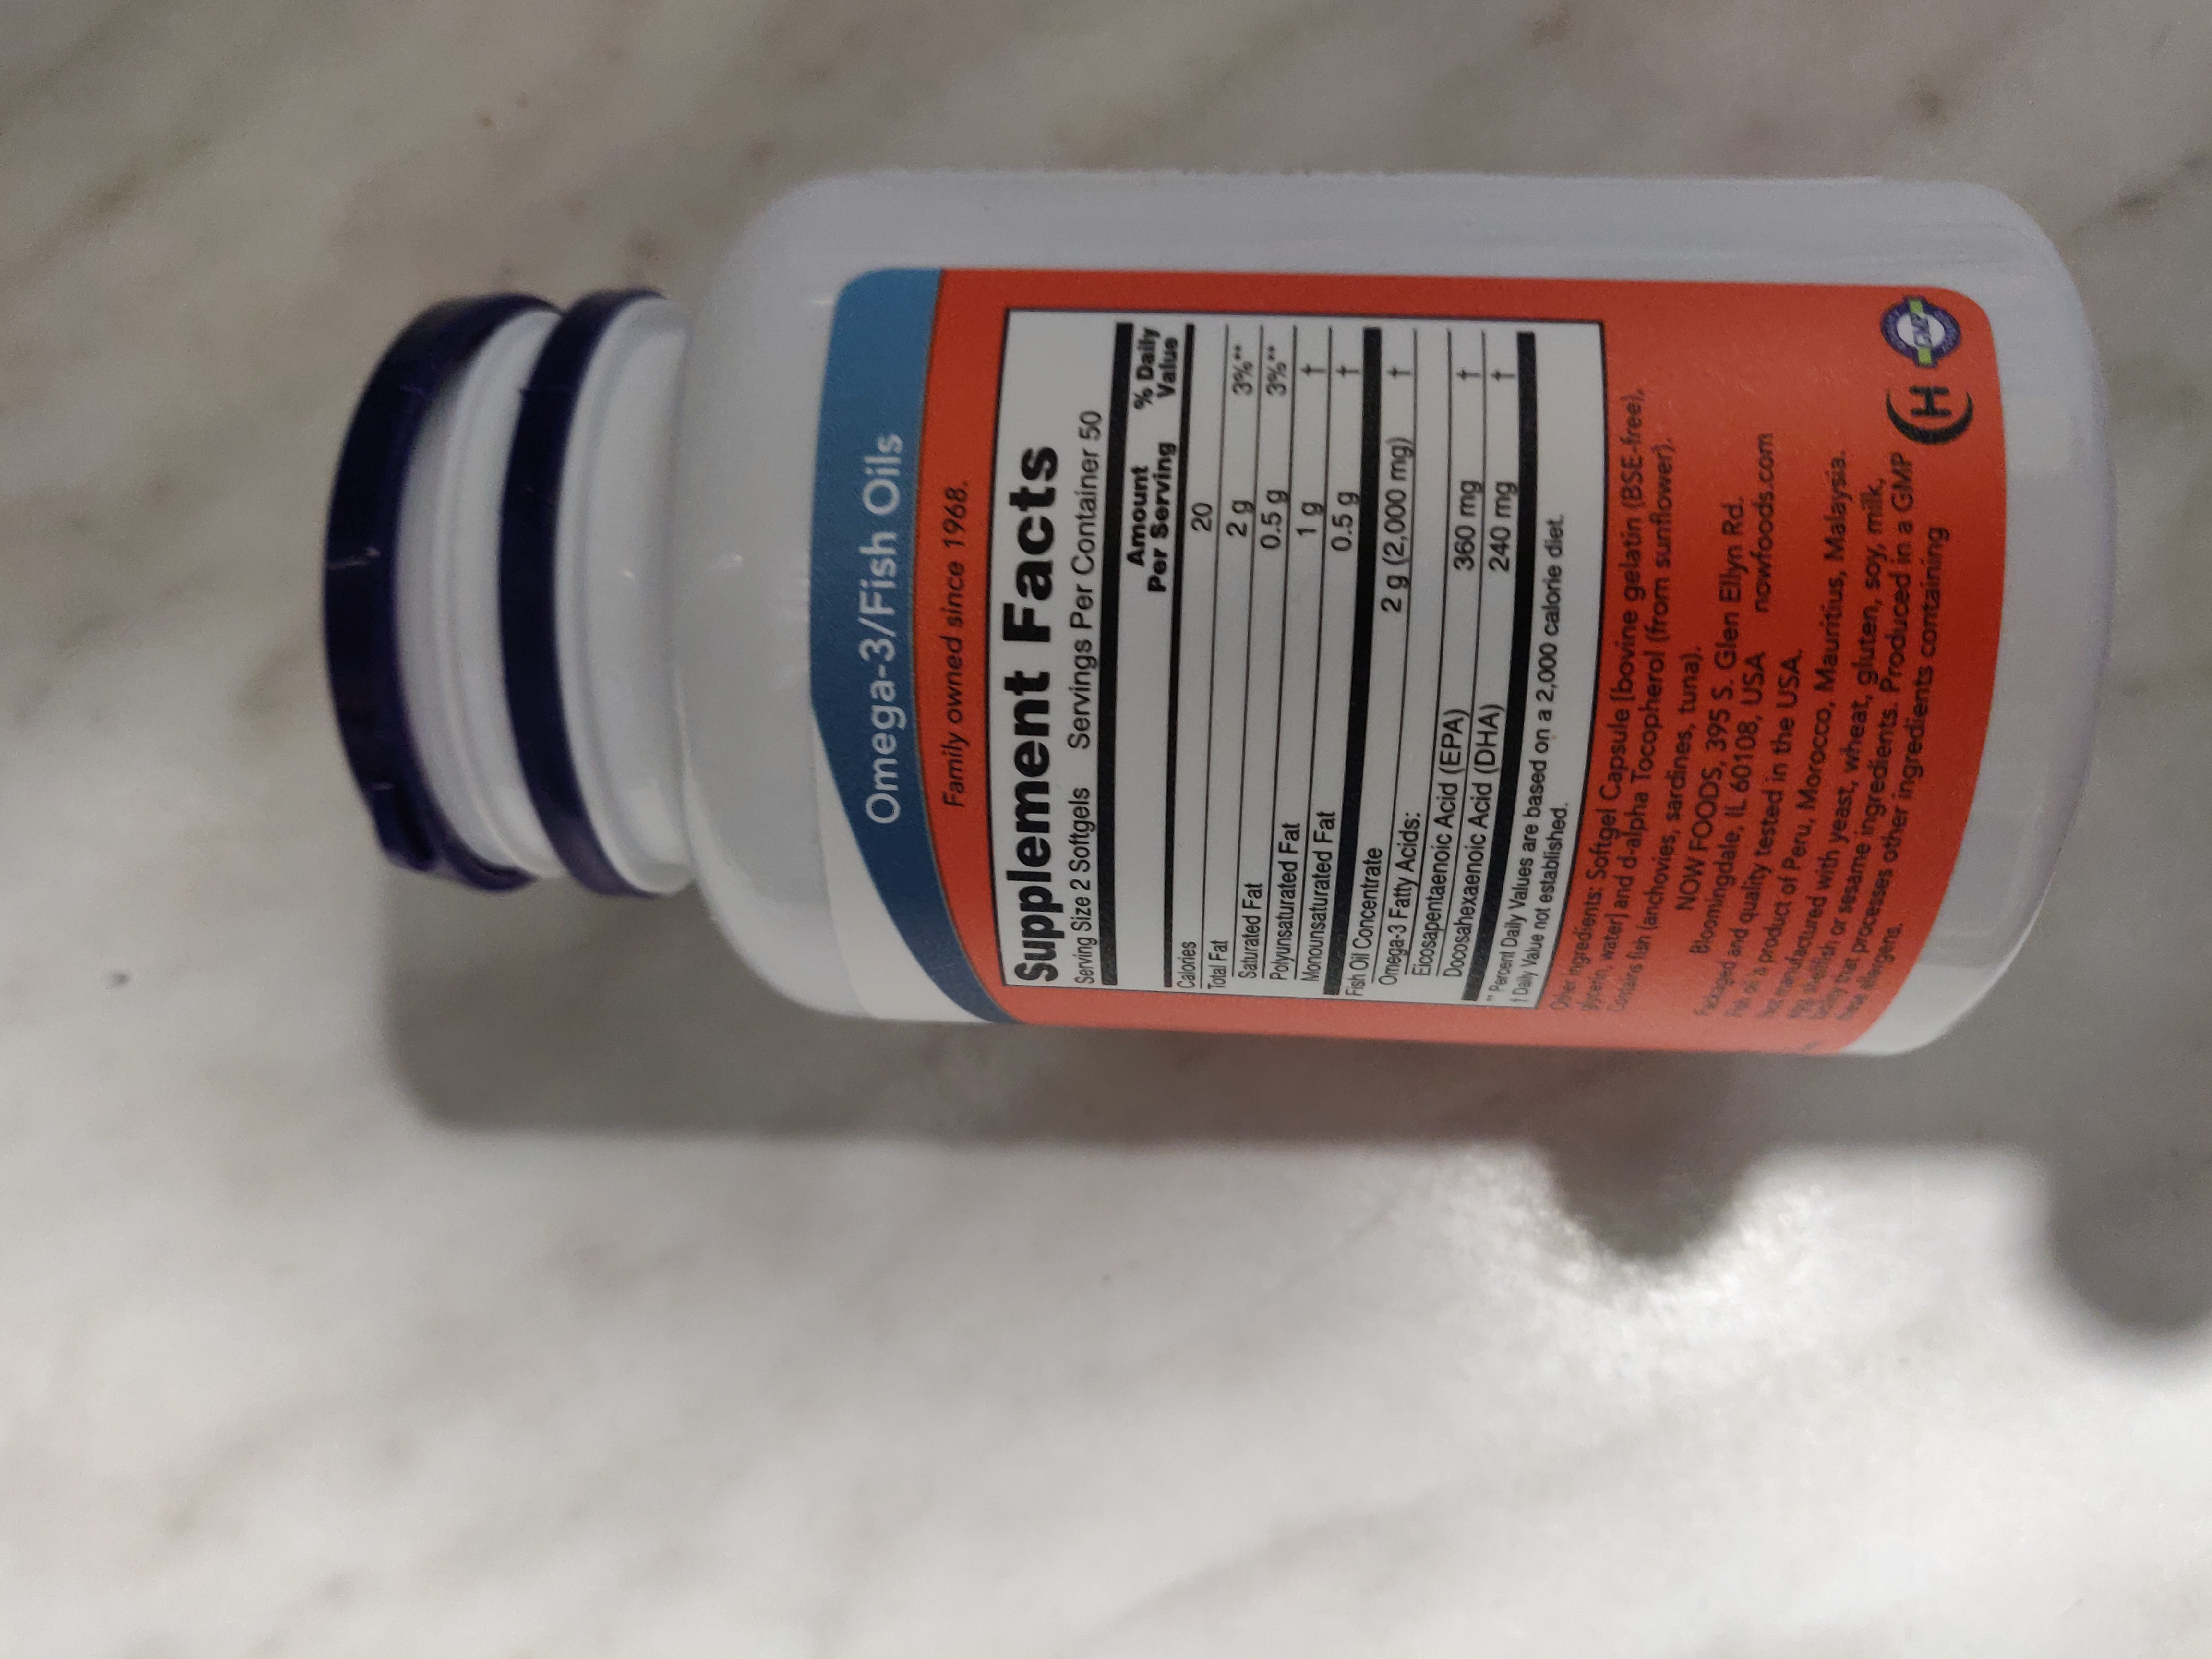 Omega-3/Fish Oils
Family owned since 1968.
Supplement Facts
Serving Size 2 Softgels Servings Per Container 50
Amount Per Serving % Daily Value
Calories 20
Total Fat 2 g 3%**
Saturated Fat 0.5 g 3%**
Polyunsaturated Fat 1 g †
Monounsaturated Fat 0.5 g †
Fish Oil Concentrate 2 g (2,000 mg) †
Omega-3 Fatty Acids:
Eicosapentaenoic Acid (EPA) 360 mg †
Docosahexaenoic Acid (DHA) 240 mg †
** Percent Daily Values are based on a 2,000 calorie diet.
† Daily Value not established.
Other ingredients: Softgel Capsule [bovine gelatin (BSE-free),
glycerin, water] and d-alpha Tocopherol (from sunflower).
Contains fish (anchovies, sardines, tuna).
NOW FOODS, 395 S. Glen Ellyn Rd.
Bloomingdale, IL 60108, USA nowfoods.com
Packaged and quality tested in the USA.
Fish oil a product of Peru, Morocco, Mauritius, Malaysia.
Not manufactured with yeast, wheat, gluten, soy, milk,
egg, shellfish or sesame ingredients. Produced in a GMP
facility that processes other ingredients containing
these allergens.
H
GMP